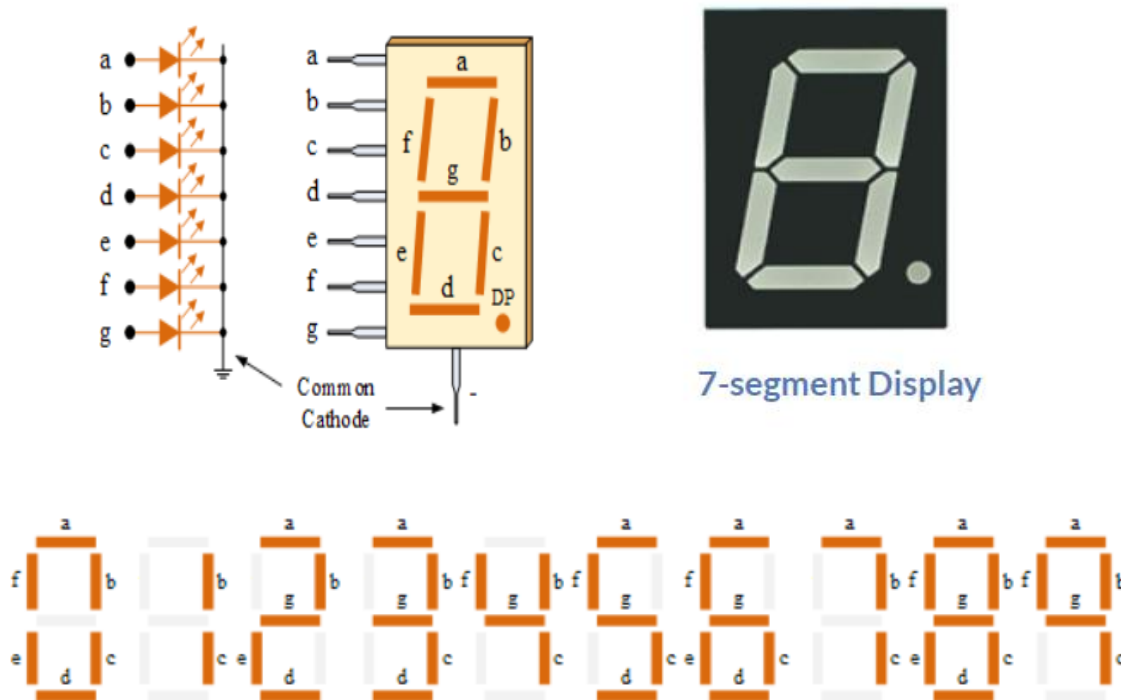 a
b
c
d
e
f
g
a
b
c
d
e
f
g
a
f b
g
e c
d
DP
-
Common
Cathode
7-segment Display
a a a a a a a a
f b b b b f b f f b f b f b
g g g g g g g
e c c e c c c e c c e c c
d d d d d d